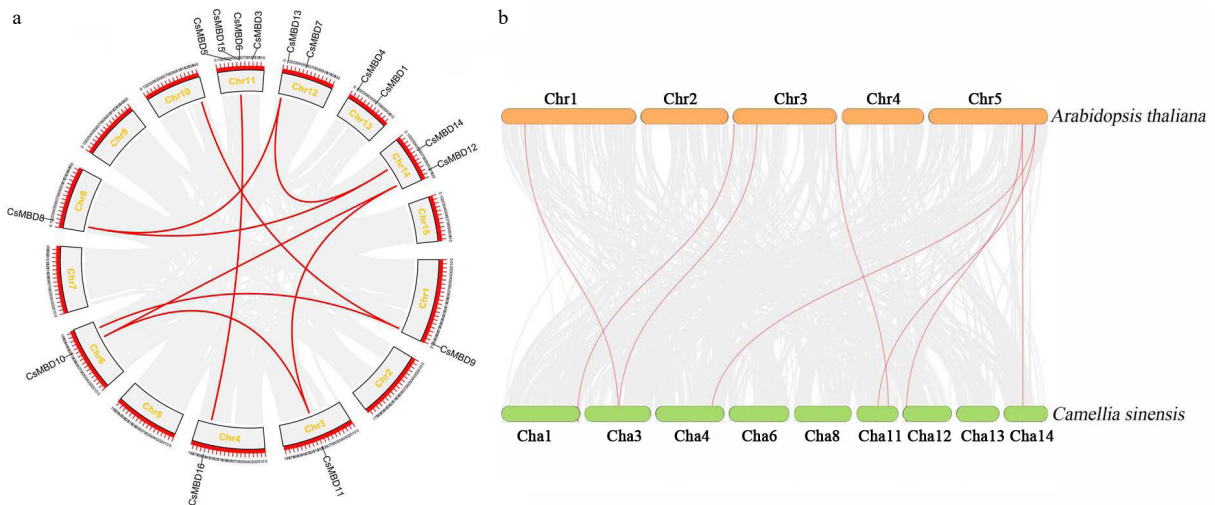 a
b
CsMBD5
CsMBD15
CsMBD6
CsMBD3
CsMBD13
CsMBD7
CsMBD4
CsMBD1
CsMBD14
CsMBD12
CsMBD9
CsMBD11
CsMBD16
CsMBD10
CsMBD8
Chr11
Chr12
Chr13
Chr14
Chr15
Chr1
Chr2
Chr3
Chr4
Chr5
Chr6
Chr7
Chr8
Chr9
Chr10
Chr1 Chr2 Chr3 Chr4 Chr5
Arabidopsis thaliana
Camellia sinensis
Cha1 Cha3 Cha4 Cha6 Cha8 Cha11 Cha12 Cha13 Cha14